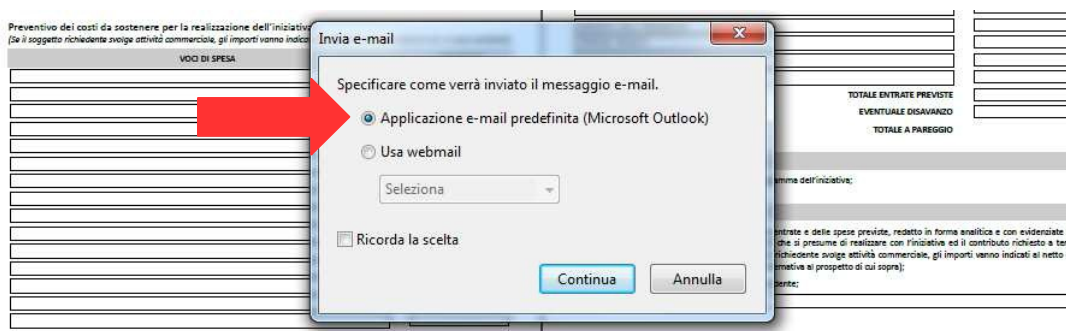 Preventivo dei costi da sostenere per la realizzazione dell'iniziativa
(Se il soggetto richiedente svolge attività commerciale, gli importi vanno indica
VOCI DI SPESA
Invia e-mail
Specificare come verrà inviato il messaggio e-mail.
Applicazione e-mail predefinita (Microsoft Outlook)
Usa webmail
Seleziona
Ricorda la scelta
Continua
Annulla
TOTALE ENTRATE PREVISTE
EVENTUALE DISAVANZO
TOTALE A PAREGGIO
amma dell'iniziativa;
entrate e delle spese previste, redatto in forma analitica e con evidenziate
che si presume di realizzare con l'iniziativa ed il contributo richiesto a te
richiedente svolge attività commerciale, gli importi vanno indicati al netto
ernativa al prospetto di cui sopra);
dente;